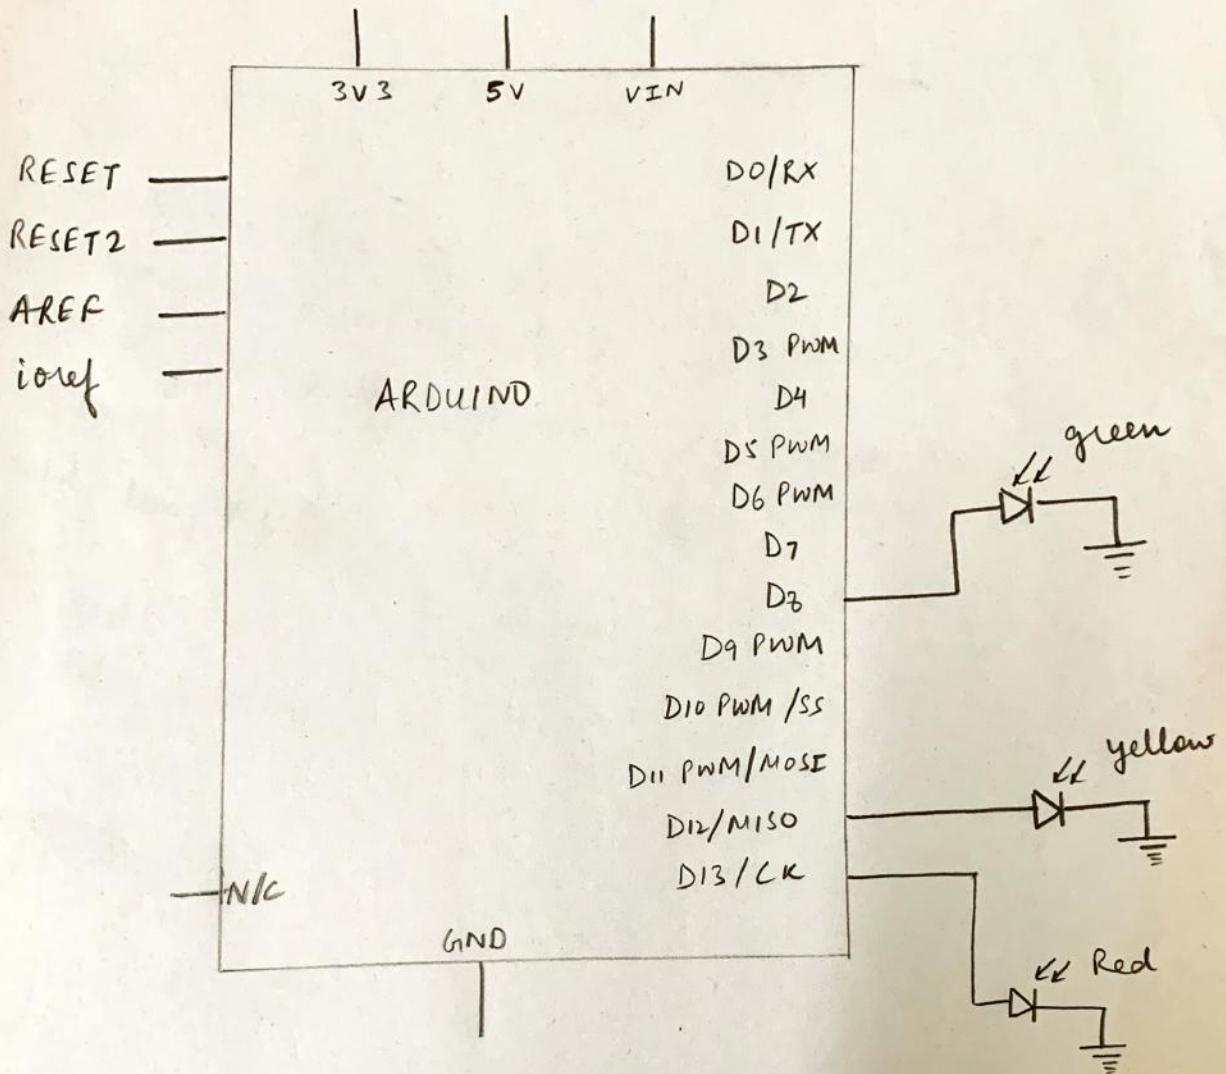 3V3 5V VIN
RESET
RESET2
AREF
ioref
ARDUINO
D0/RX
D1/TX
D2
D3 PWM
D4
D5 PWM
D6 PWM
D7
D8
D9 PWM
D10 PWM /SS
D11 PWM/MOSI
D12/MISO
D13/CK
green
yellow
Red
N/C
GND